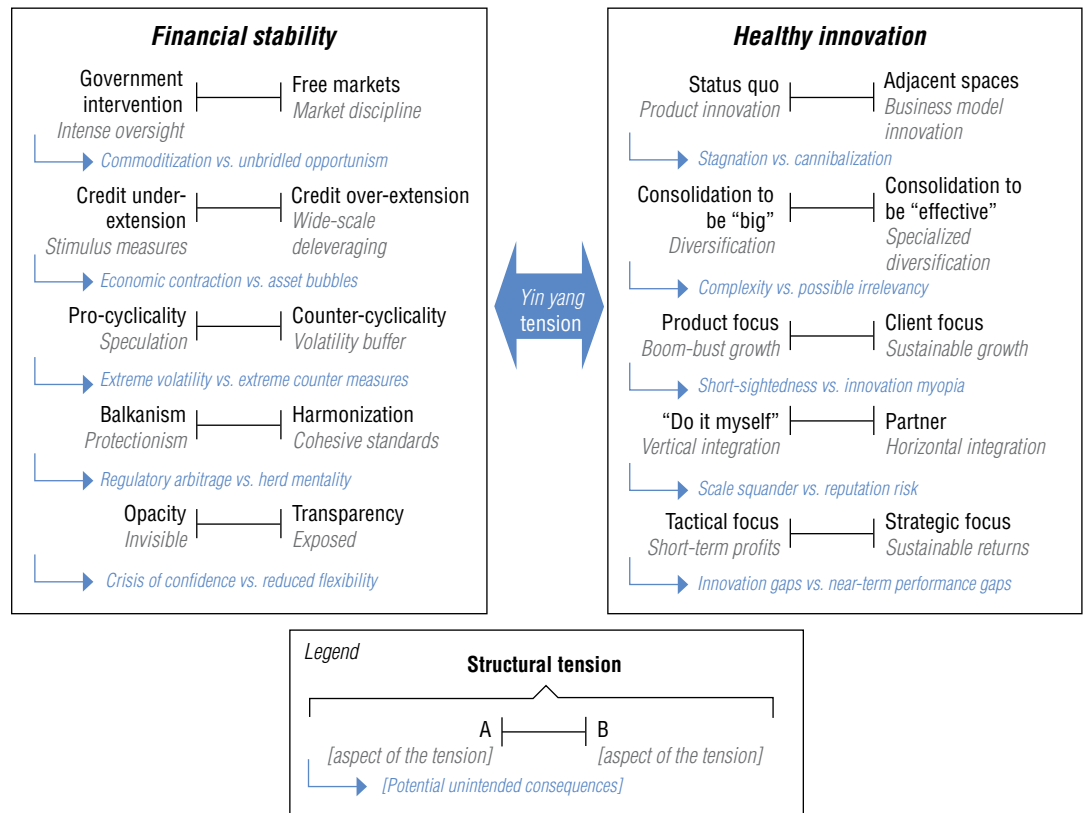 Financial stability
Government
intervention
Intense oversight
Free markets
Market discipline
Commoditization vs. unbridled opportunism
Credit under-
extension
Stimulus measures
Credit over-extension
Wide-scale
deleveraging
Economic contraction vs. asset bubbles
Pro-cyclicality
Speculation
Counter-cyclicality
Volatility buffer
Extreme volatility vs. extreme counter measures
Balkanism
Protectionism
Harmonization
Cohesive standards
Regulatory arbitrage vs. herd mentality
Opacity
Invisible
Transparency
Exposed
Crisis of confidence vs. reduced flexibility
Yin yang
tension
Healthy innovation
Status quo
Product innovation
Adjacent spaces
Business model
innovation
Stagnation vs. cannibalization
Consolidation to
be “big”
Diversification
Consolidation to
be “effective”
Specialized
diversification
Complexity vs. possible irrelevancy
Product focus
Boom-bust growth
Client focus
Sustainable growth
Short-sightedness vs. innovation myopia
“Do it myself”
Vertical integration
Partner
Horizontal integration
Scale squander vs. reputation risk
Tactical focus
Short-term profits
Strategic focus
Sustainable returns
Innovation gaps vs. near-term performance gaps
Legend
Structural tension
A
[aspect of the tension]
B
[aspect of the tension]
[Potential unintended consequences]